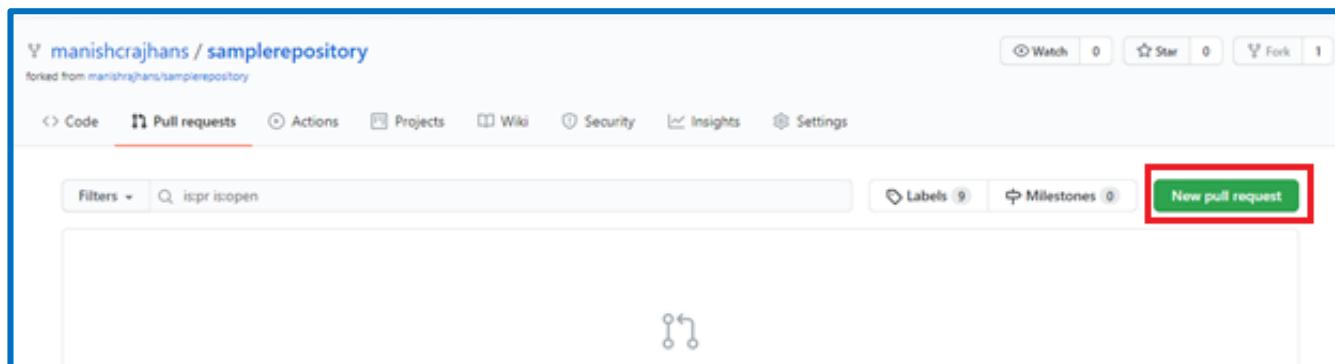 manishcrajhans / samplerepository
Watch 0 Star 0 Fork 1
forked from manishrajhans/samplerepository
<> Code Pull requests Actions Projects Wiki Security Insights Settings
Filters is:pr is:open Labels 9 Milestones 0 New pull request